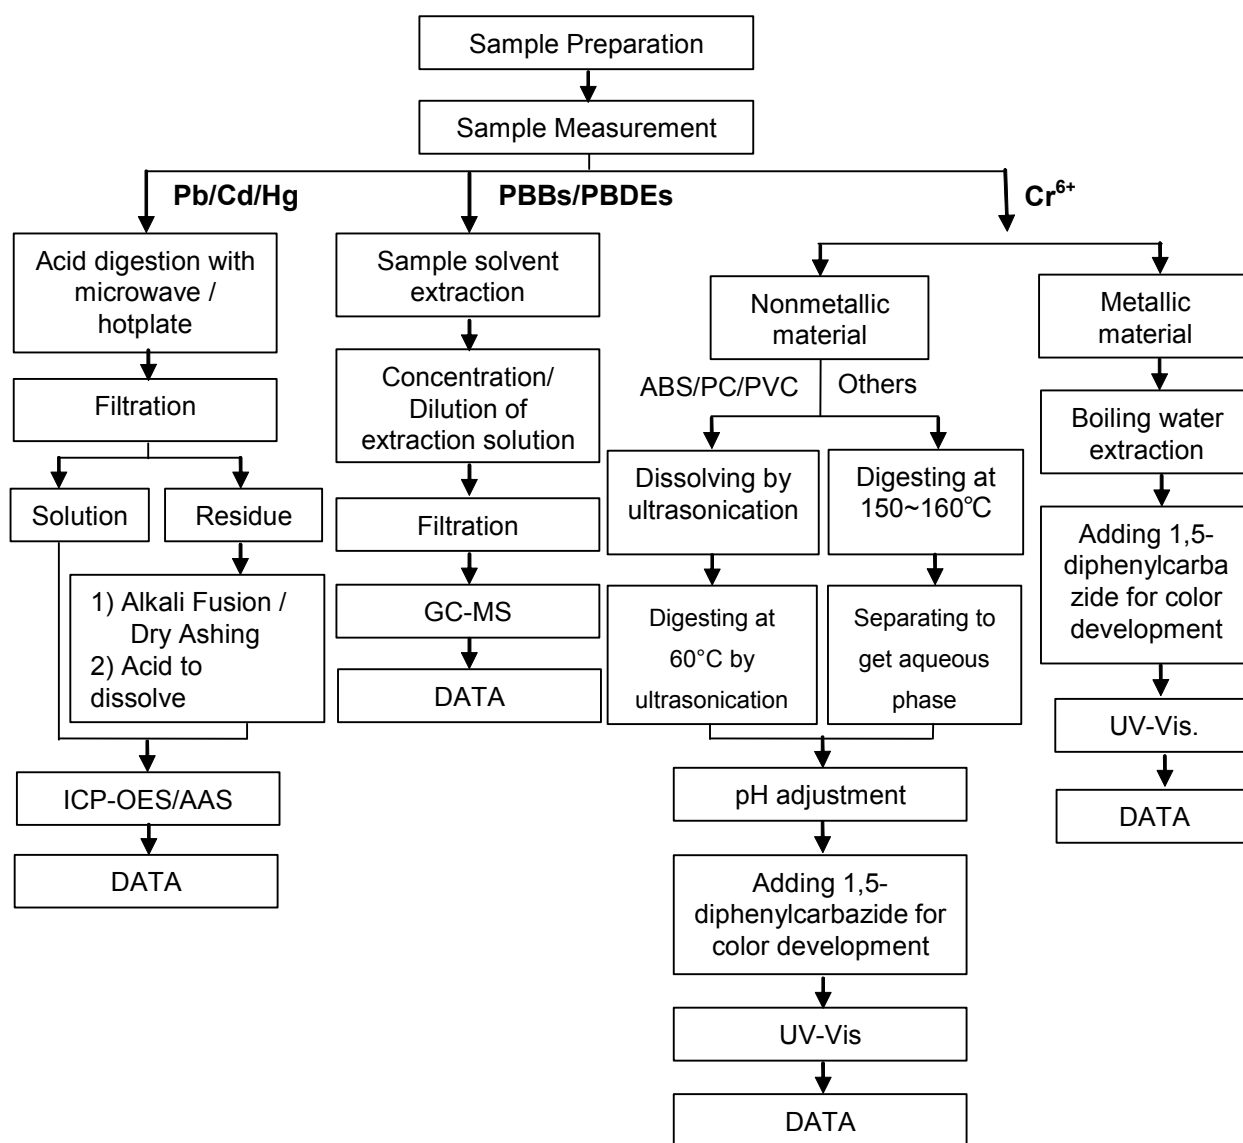 Sample Preparation
Sample Measurement
Pb/Cd/Hg
PBBs/PBDEs
Cr6+
Acid digestion with
microwave /
hotplate
Filtration
Solution
Residue
1) Alkali Fusion /
Dry Ashing
2) Acid to
dissolve
ICP-OES/AAS
DATA
Sample solvent
extraction
Concentration/
Dilution of
extraction solution
Filtration
GC-MS
DATA
Nonmetallic
material
ABS/PC/PVC
Others
Dissolving by
ultrasonication
Digesting at
60°C by
ultrasonication
Digesting at
150~160℃
Separating to
get aqueous
phase
pH adjustment
Adding 1,5-
diphenylcarbazide for
color development
UV-Vis
DATA
Metallic
material
Boiling water
extraction
Adding 1,5-
diphenylcarba
zide for color
development
UV-Vis.
DATA